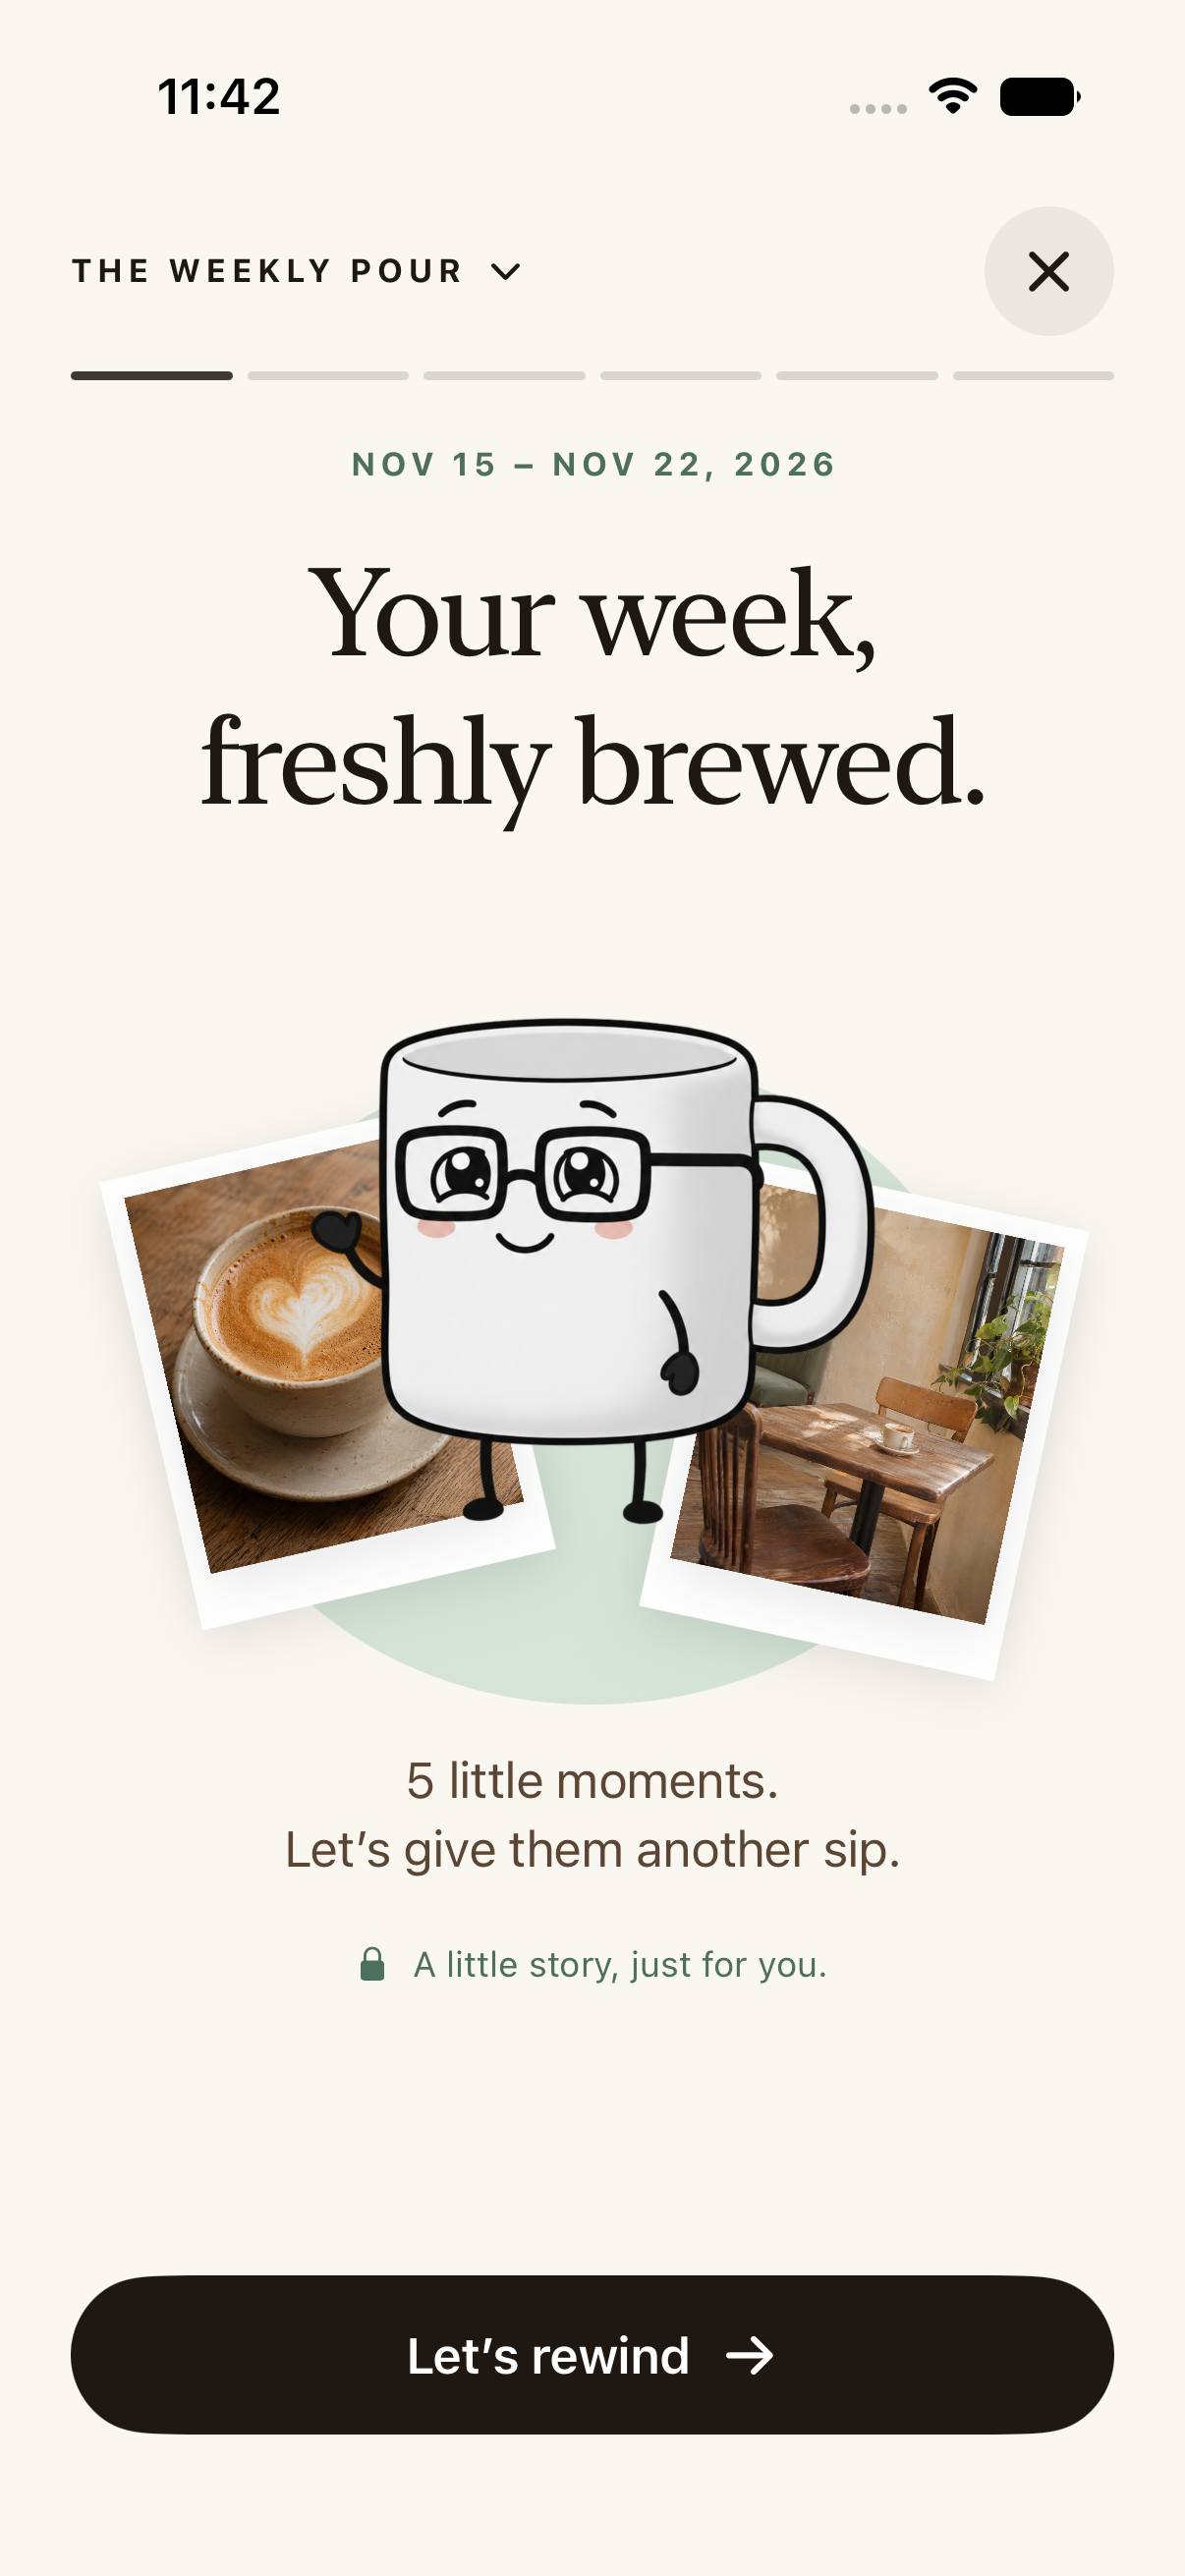 11:42
THE WEEKLY POUR
NOV 15 – NOV 22, 2026
Your week,
freshly brewed.
5 little moments.
Let’s give them another sip.
A little story, just for you.
Let’s rewind